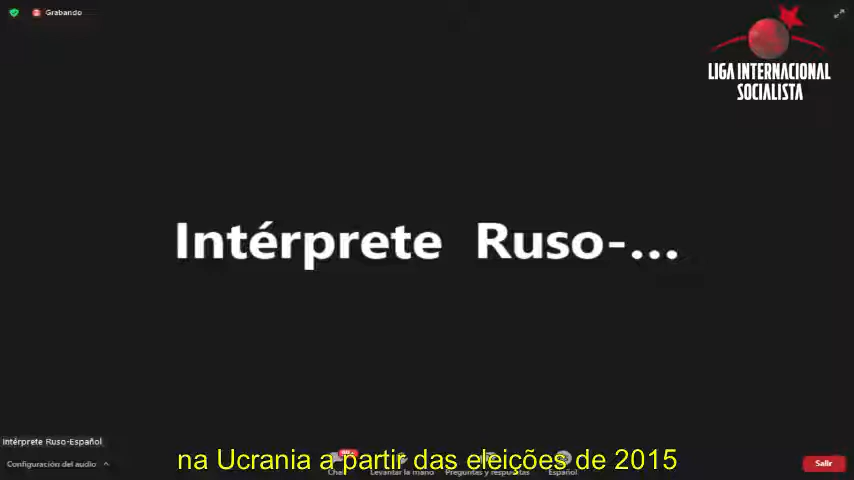 Grabando
LIGA INTERNACIONAL
SOCIALISTA
Intérprete Ruso-...
Intérprete Ruso-Español
Configuración del audio
Chat
Levantar la mano
Preguntas y respuestas
Español
Salir
na Ucrania a partir das eleições de 2015